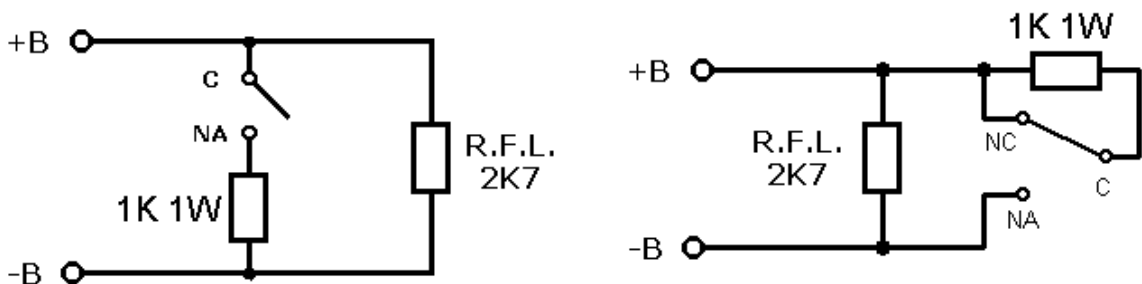 +B
C
NA
1K 1W
-B
R.F.L.
2K7
1K 1W
+B
R.F.L.
2K7
NC
C
NA
-B